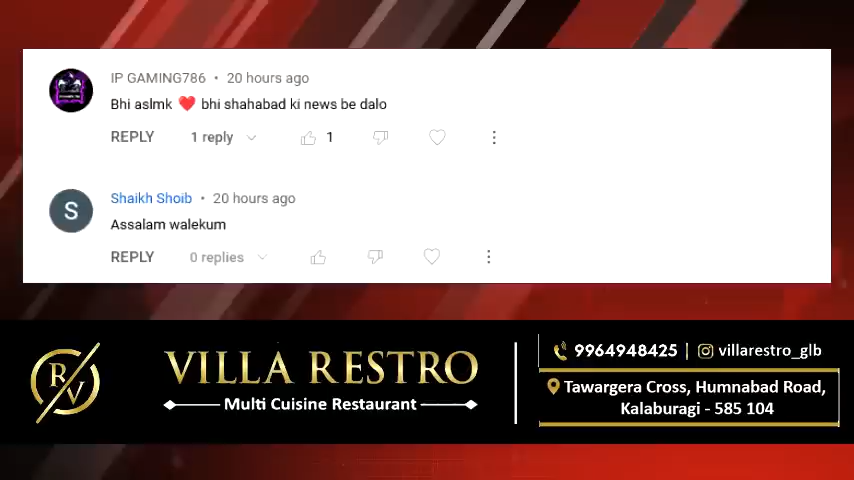 IP GAMING786 • 20 hours ago
Bhi aslmk ❤️ bhi shahabad ki news be dalo
REPLY 1 reply 1
S
Shaikh Shoib • 20 hours ago
Assalam walekum
REPLY 0 replies
RV
VILLA RESTRO
Multi Cuisine Restaurant
9964948425 | villarestro_glb
Tawargera Cross, Humnabad Road,
Kalaburagi - 585 104